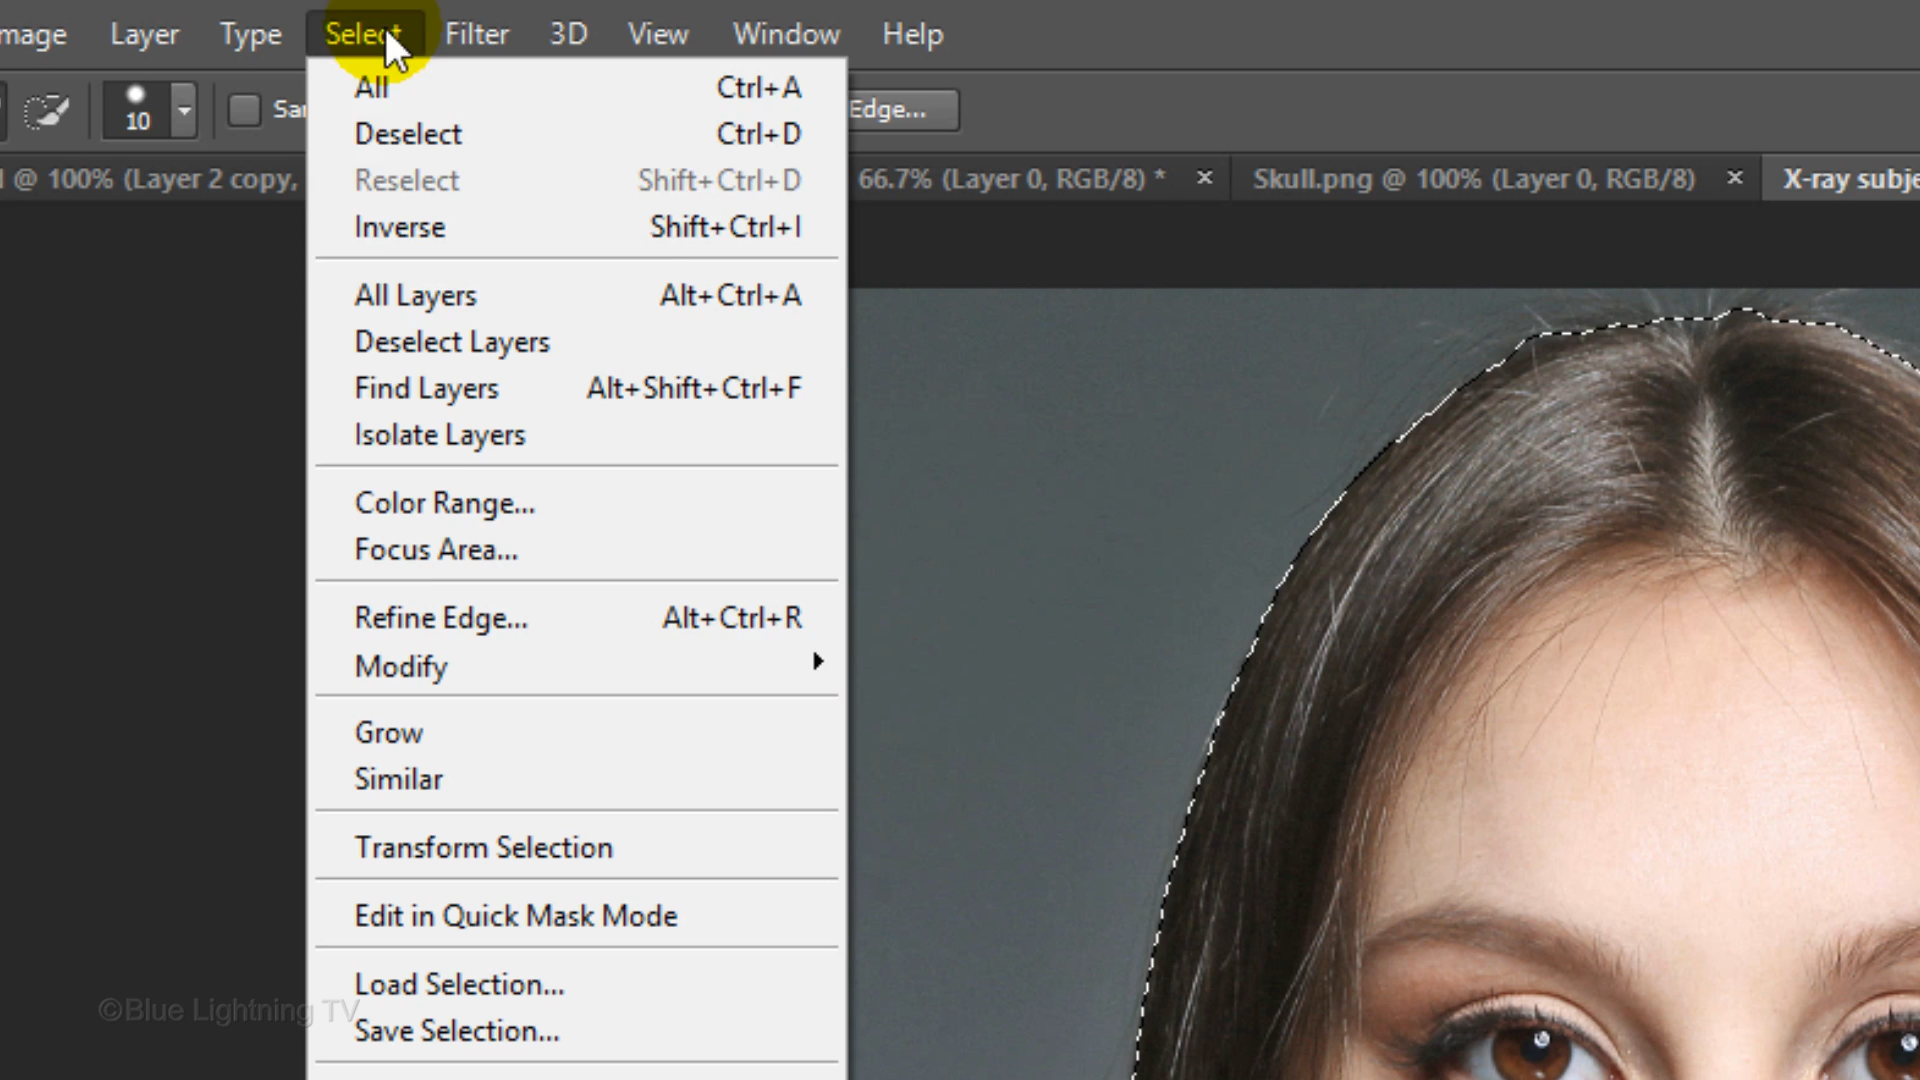 mage Layer Type Select Filter 3D View Window Help
10 Sar Edge...
@ 100% (Layer 2 copy, 66.7% (Layer 0, RGB/8) * × Skull.png @ 100% (Layer 0, RGB/8) × X-ray subje
All Ctrl+A
Deselect Ctrl+D
Reselect Shift+Ctrl+D
Inverse Shift+Ctrl+I
All Layers Alt+Ctrl+A
Deselect Layers
Find Layers Alt+Shift+Ctrl+F
Isolate Layers
Color Range...
Focus Area...
Refine Edge... Alt+Ctrl+R
Modify
Grow
Similar
Transform Selection
Edit in Quick Mask Mode
Load Selection...
©Blue Lightning TV
Save Selection...